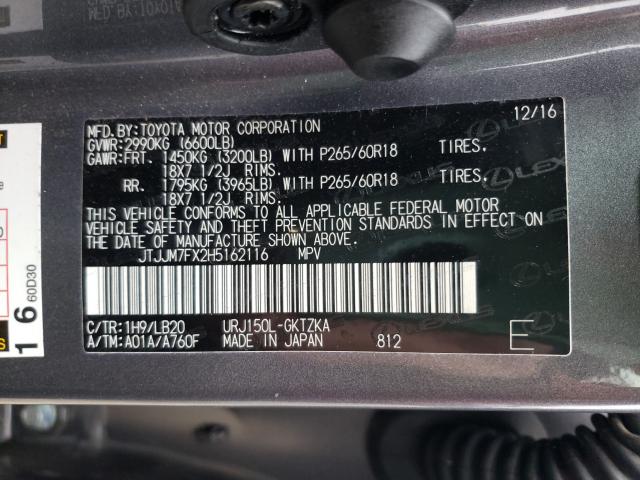 12/16
MFD.BY:TOYOTA MOTOR CORPORATION
GVWR:2990KG (6600LB)
GAWR:FRT. 1450KG (3200LB) WITH P265/60R18 TIRES.
18X7 1/2J RIMS.
RR. 1795KG (3965LB) WITH P265/60R18 TIRES.
18X7 1/2J RIMS.
THIS VEHICLE CONFORMS TO ALL APPLICABLE FEDERAL MOTOR
VEHICLE SAFETY AND THEFT PREVENTION STANDARDS IN EFFECT ON
THE DATE OF MANUFACTURE SHOWN ABOVE.
JTJJM7FX2H5162116 MPV
C/TR:1H9/LB20 URJ150L-GKTZKA
A/TM:A01A/A760F MADE IN JAPAN 812 E
16
60D30
LEXUS